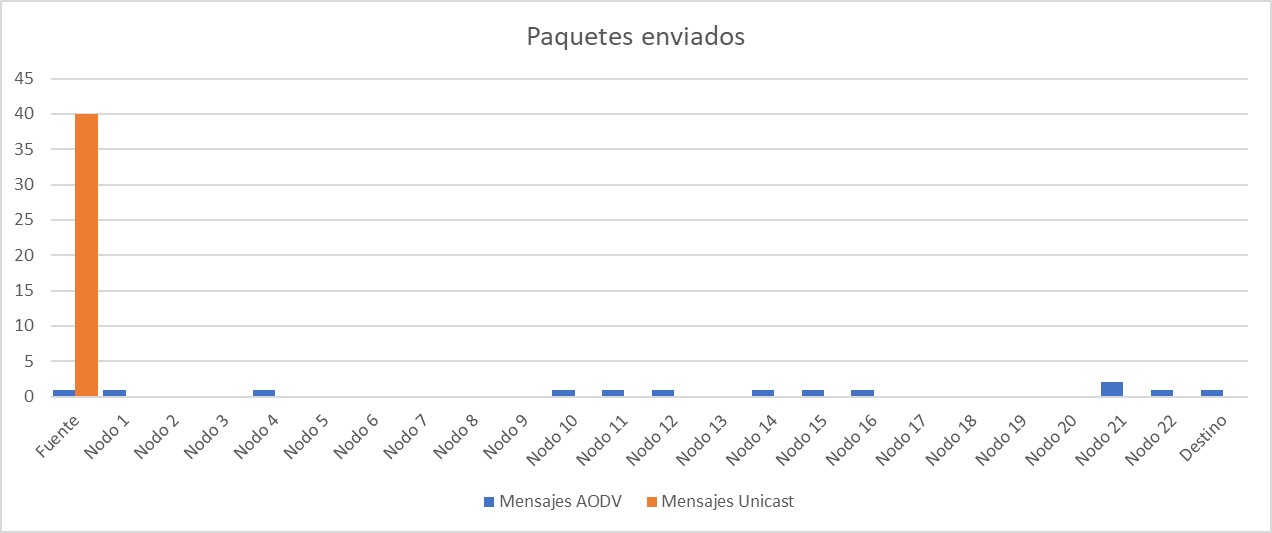 Paquetes enviados
45
40
35
30
25
20
15
10
5
0
Fuente
Nodo 1
Nodo 2
Nodo 3
Nodo 4
Nodo 5
Nodo 6
Nodo 7
Nodo 8
Nodo 9
Nodo 10
Nodo 11
Nodo 12
Nodo 13
Nodo 14
Nodo 15
Nodo 16
Nodo 17
Nodo 18
Nodo 19
Nodo 20
Nodo 21
Nodo 22
Destino
Mensajes AODV Mensajes Unicast